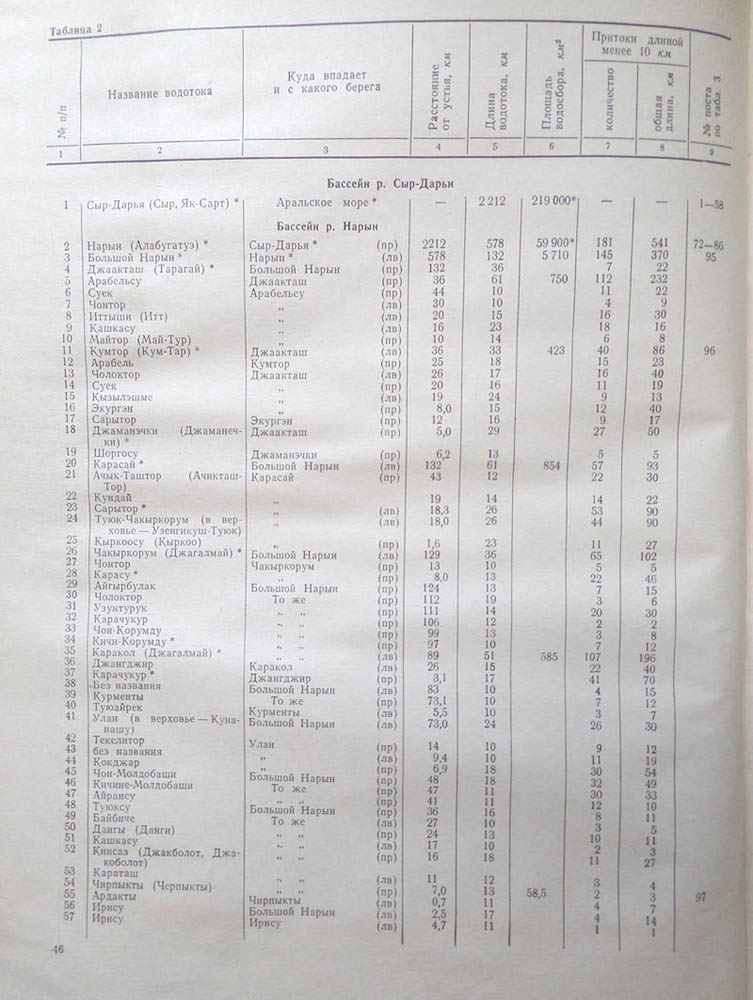 Таблица 2
№ п/п | Название водотока | Куда впадает и с какого берега | Расстояние от устья, км | Длина водотока, км | Площадь водосбора, км² | Притоки длиной менее 10 км: количество | общая длина, км | № поста по табл. 3
1 | 2 | 3 | 4 | 5 | 6 | 7 | 8 | 9
Бассейн р. Сыр-Дарьи
1 Сыр-Дарья (Сыр, Як-Сарт) * Аральское море * — 2 212 219 000* — — 1—58
Бассейн р. Нарын
2 Нарын (Алабугатуз) * Сыр-Дарья * (пр) 2212 578 59 900* 181 541 72—86
3 Большой Нарын * Нарын * (лв) 578 132 5 710 145 370 95
4 Джаакташ (Тарагай) * Большой Нарын (пр) 132 36 7 22
5 Арабельсу Джаакташ (пр) 36 61 750 112 232
6 Суек Арабельсу (пр) 44 10 11 22
7 Чонтор „ (лв) 30 10 4 9
8 Иттыши (Итт) „ (лв) 20 15 16 30
9 Кашкасу „ (лв) 16 23 18 16
10 Майтор (Май-Тур) „ (пр) 10 14 6 8
11 Кумтор (Кум-Тар) * Джаакташ (лв) 36 33 423 40 86 96
12 Арабель Кумтор (пр) 25 18 15 23
13 Чолоктор Джаакташ (лв) 26 17 16 40
14 Суек „ (пр) 20 16 11 19
15 Кызылэшме „ (лв) 19 24 9 13
16 Экургэн „ (пр) 8,0 15 12 40
17 Сарытор Экургэн (пр) 12 16 9 17
18 Джаманэчки (Джаманеч- Джаакташ (пр) 5,0 29 27 50
ки) *
19 Шоргосу Джаманэчки (пр) 6,2 13 5 5
20 Карасай * Большой Нарын (лв) 132 61 854 57 93
21 Ачык-Таштор (Ачикташ- Карасай (пр) 43 12 22 30
Тор)
22 Кундай „ 19 14 14 22
23 Сарытор * „ (лв) 18,3 26 53 90
24 Туюк-Чакыркорум (в вер- „ (лв) 18,0 26 44 90
ховье — Узенгикуш-Туюк)
25 Кыркоосу (Кыркоо) „ (пр) 1,6 23 11 27
26 Чакыркорум (Джагалмай) * Большой Нарын (лв) 129 36 65 102
27 Чонтор Чакыркорум (пр) 13 10 5 5
28 Карасу * „ (пр) 8,0 13 22 46
29 Айгырбулак Большой Нарын (пр) 124 13 7 15
30 Чолоктор То же (пр) 112 19 3 6
31 Узунтурук „ „ (пр) 111 14 20 30
32 Карачукур „ „ (пр) 106 12 2 2
33 Чон-Корумду „ „ (пр) 99 13 3 8
34 Кичи-Корумду * „ „ (пр) 97 10 7 12
35 Каракол (Джагалмай) * „ „ (лв) 89 51 585 107 196
36 Джангджир Каракол (лв) 26 15 22 40
37 Карачукур * Джангджир (пр) 3,1 17 41 70
38 Без названия Большой Нарын (лв) 83 10 4 15
39 Курменты То же (пр) 73,1 10 7 12
40 Туюайрек Курменты (лв) 5,5 10 3 7
41 Улан (в верховье — Куна- Большой Нарын (лв) 73,0 24 26 30
нашу)
42 Текелитор Улан (пр) 14 10 9 12
43 без названия „ (лв) 9,4 10 11 19
44 Кокджар „ (пр) 6,9 18 30 54
45 Чон-Молдобаши Большой Нарын (пр) 48 18 32 49
46 Кичине-Молдобаши То же (пр) 47 11 30 33
47 Айрансу „ „ (пр) 41 11 12 10
48 Туюксу Большой Нарын (пр) 36 16 8 11
49 Байбиче То же (лв) 27 10 3 5
50 Дангы (Данги) „ „ (пр) 24 13 10 11
51 Кашкасу „ „ (лв) 17 10 2 3
52 Кинсаз (Джакболот, Джа- „ „ (пр) 16 18 11 27
коболот)
53 Караташ „ „ (лв) 11 12 3 4
54 Чирпыкты (Черпыкты) „ „ (пр) 7,0 13 58,5 2 3 97
55 Ардакты Чирпыкты (лв) 0,7 11 4 7
56 Ирису Большой Нарын (лв) 2,5 17 4 14
57 Ирису Ирису (лв) 4,7 11 1 1
46